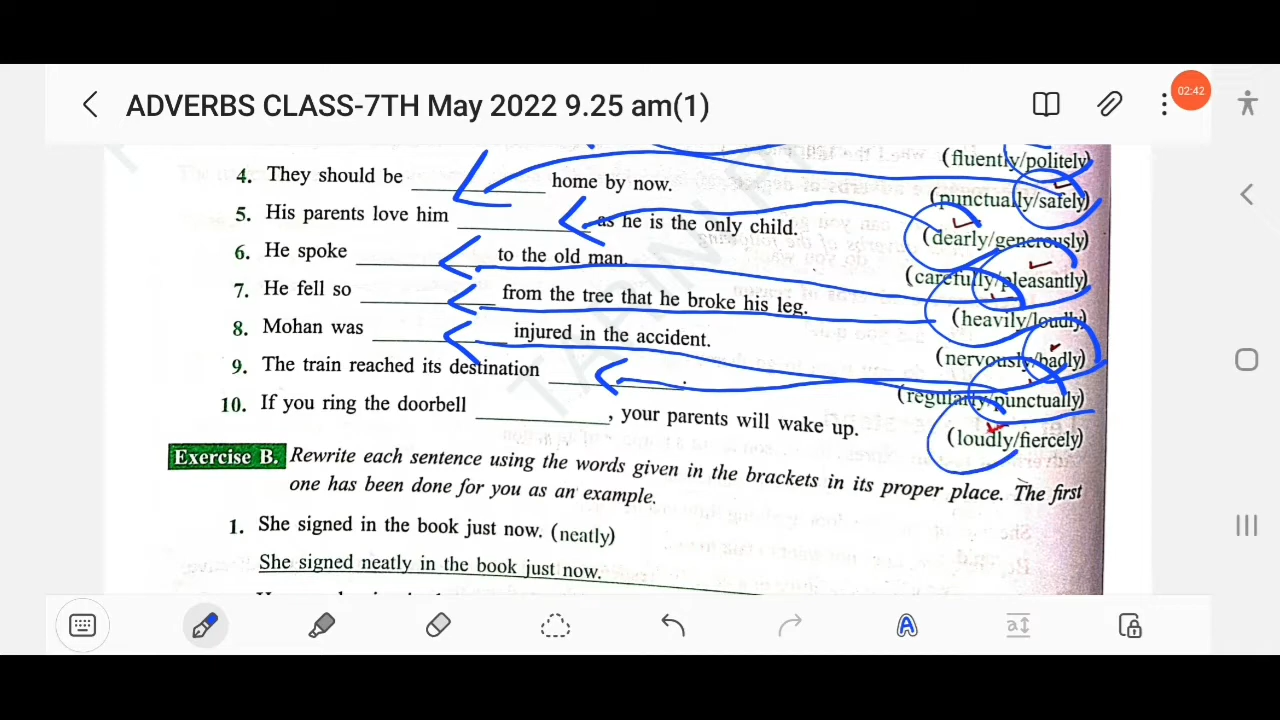 ADVERBS CLASS-7TH May 2022 9.25 am(1)
02:42
(fluently/politely)
4. They should be ____________ home by now. (punctually/safely)
5. His parents love him ____________ as he is the only child. (dearly/generously)
6. He spoke ____________ to the old man. (carefully/pleasantly)
7. He fell so ____________ from the tree that he broke his leg. (heavily/loudly)
8. Mohan was ____________ injured in the accident. (nervously/badly)
9. The train reached its destination ____________. (regularly/punctually)
10. If you ring the doorbell ____________, your parents will wake up. (loudly/fiercely)
Exercise B. Rewrite each sentence using the words given in the brackets in its proper place. The first
one has been done for you as an example.
1. She signed in the book just now. (neatly)
She signed neatly in the book just now.
A
a